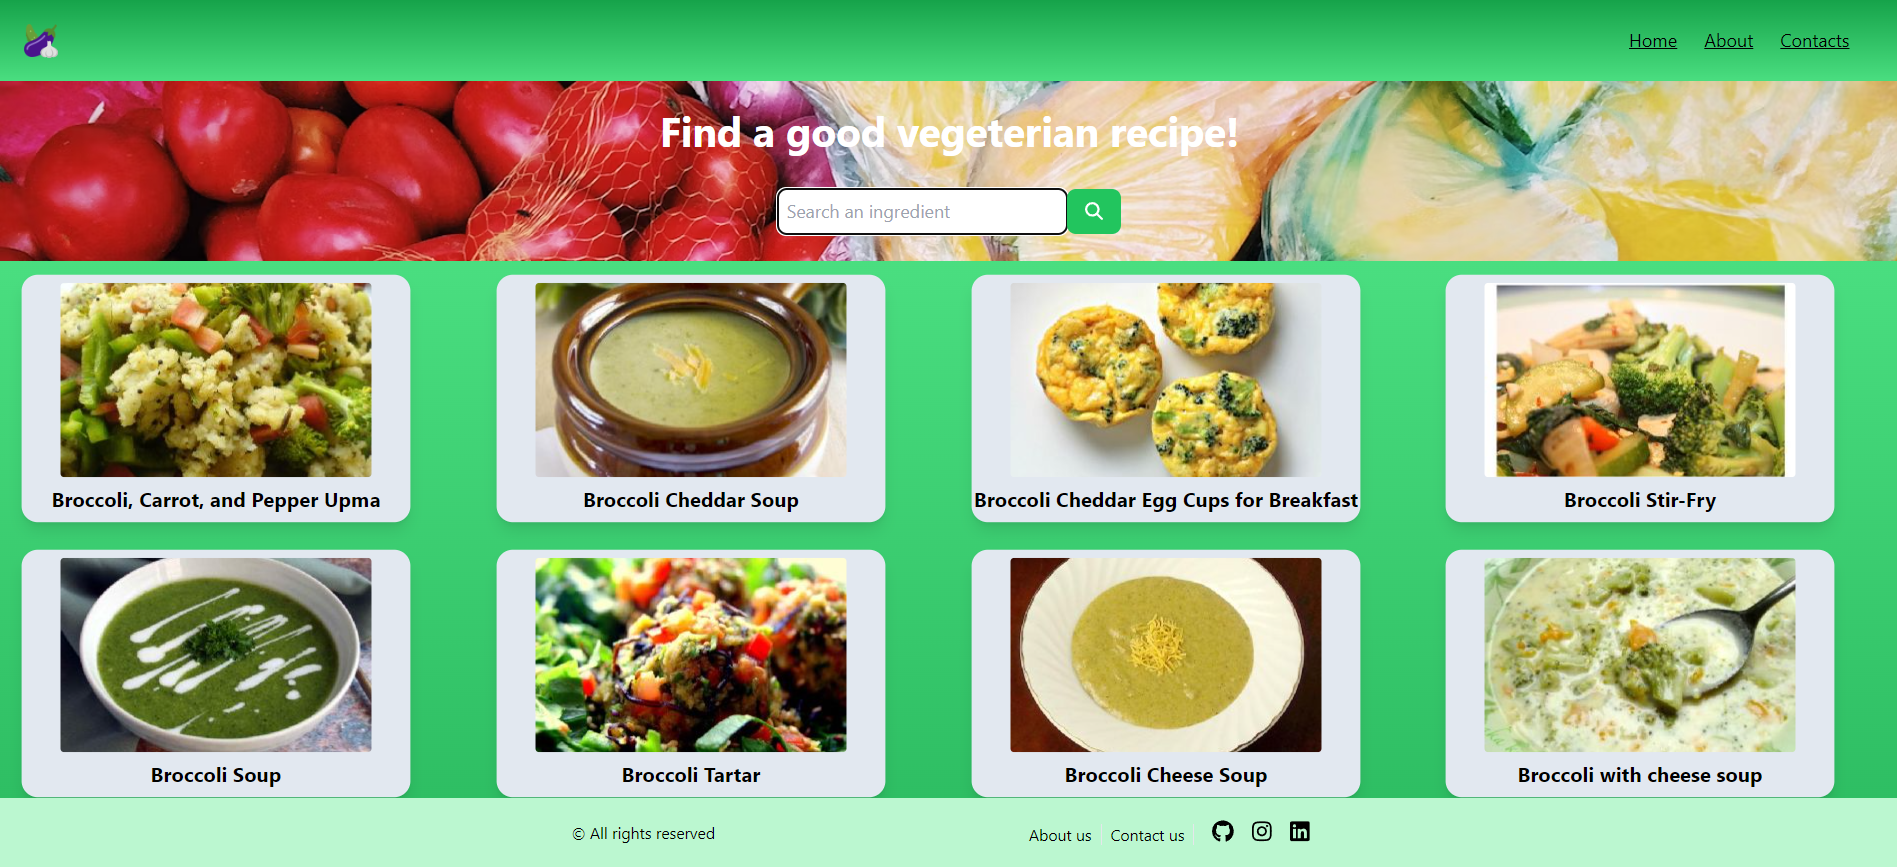 Home About Contacts
Find a good vegeterian recipe!
Search an ingredient
Broccoli, Carrot, and Pepper Upma
Broccoli Cheddar Soup
Broccoli Cheddar Egg Cups for Breakfast
Broccoli Stir-Fry
Broccoli Soup
Broccoli Tartar
Broccoli Cheese Soup
Broccoli with cheese soup
© All rights reserved
About us Contact us